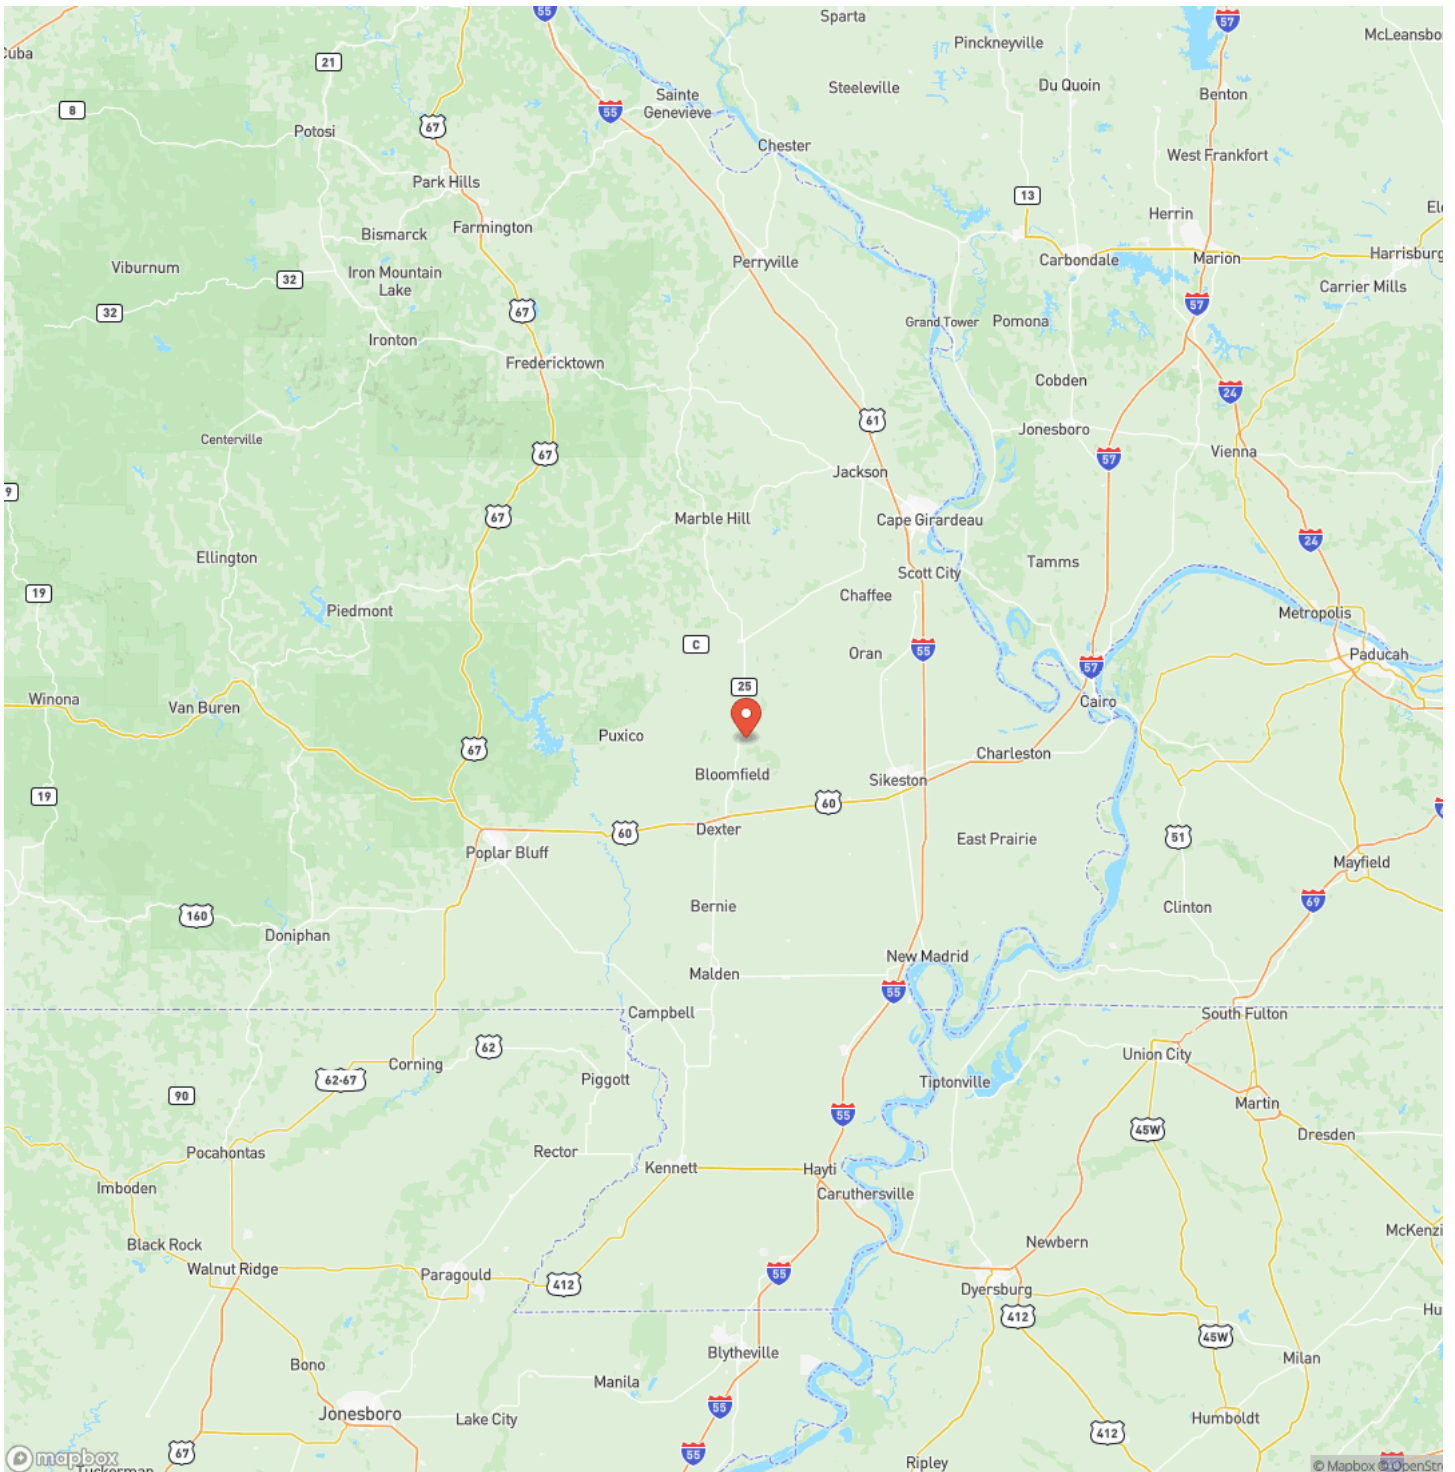 55
57
Sparta
McLeansbo
Pinckneyville
Cuba
21
Steeleville
Du Quoin
Benton
Sainte
Genevieve
8
55
67
Potosi
Chester
West Frankfort
Park Hills
13
Herrin
Ele
Bismarck
Farmington
Viburnum
Iron Mountain
Lake
32
Perryville
Carbondale
Marion
Harrisburg
Carrier Mills
32
67
57
Grand Tower
Pomona
Ironton
Fredericktown
Cobden
24
61
Centerville
67
Jonesboro
57
Vienna
9
Jackson
67
Marble Hill
Cape Girardeau
24
Ellington
Tamms
Scott City
19
Piedmont
Chaffee
Metropolis
C
Oran
55
57
Paducah
25
Winona
Van Buren
Cairo
67
Puxico
Charleston
Bloomfield
Sikeston
19
60
60
Dexter
East Prairie
51
Poplar Bluff
Mayfield
69
160
Bernie
Clinton
Doniphan
New Madrid
Malden
55
Campbell
South Fulton
62
Corning
Union City
62-67
Piggott
Tiptonville
90
55
Martin
45W
Dresden
Pocahontas
Rector
Kennett
Hayti
Imboden
Caruthersville
Black Rock
Newbern
McKenzi
Walnut Ridge
Paragould
55
412
Dyersburg
412
Hu
45W
Bono
Blytheville
Milan
Manila
Jonesboro
Lake City
55
Humboldt
412
67
55
Ripley
mapbox
Tuckerman
© Mapbox © OpenStr